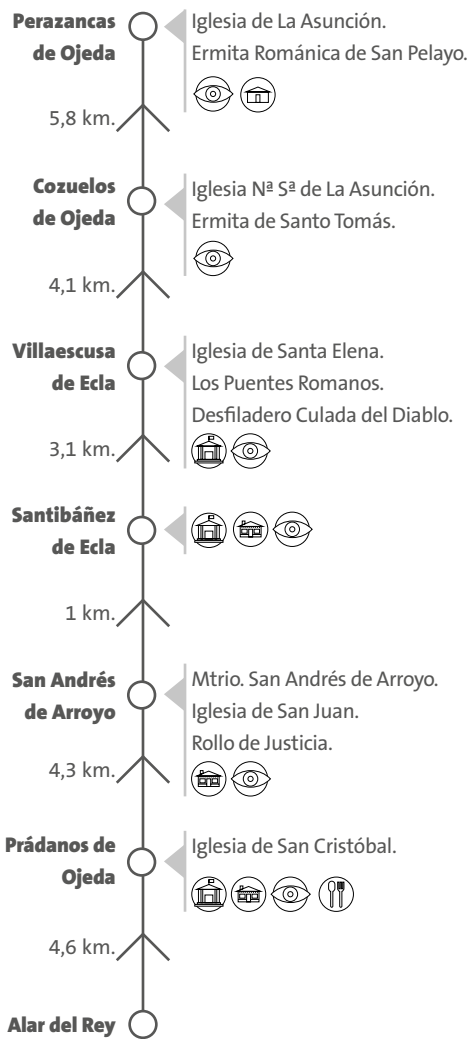 Perazancas
de Ojeda
Iglesia de La Asunción.
Ermita Románica de San Pelayo.
5,8 km.
Cozuelos
de Ojeda
Iglesia Nª Sª de La Asunción.
Ermita de Santo Tomás.
4,1 km.
Villaescusa
de Ecla
Iglesia de Santa Elena.
Los Puentes Romanos.
Desfiladero Culada del Diablo.
3,1 km.
Santibáñez
de Ecla
1 km.
San Andrés
de Arroyo
Mtrio. San Andrés de Arroyo.
Iglesia de San Juan.
Rollo de Justicia.
4,3 km.
Prádanos de
Ojeda
Iglesia de San Cristóbal.
4,6 km.
Alar del Rey